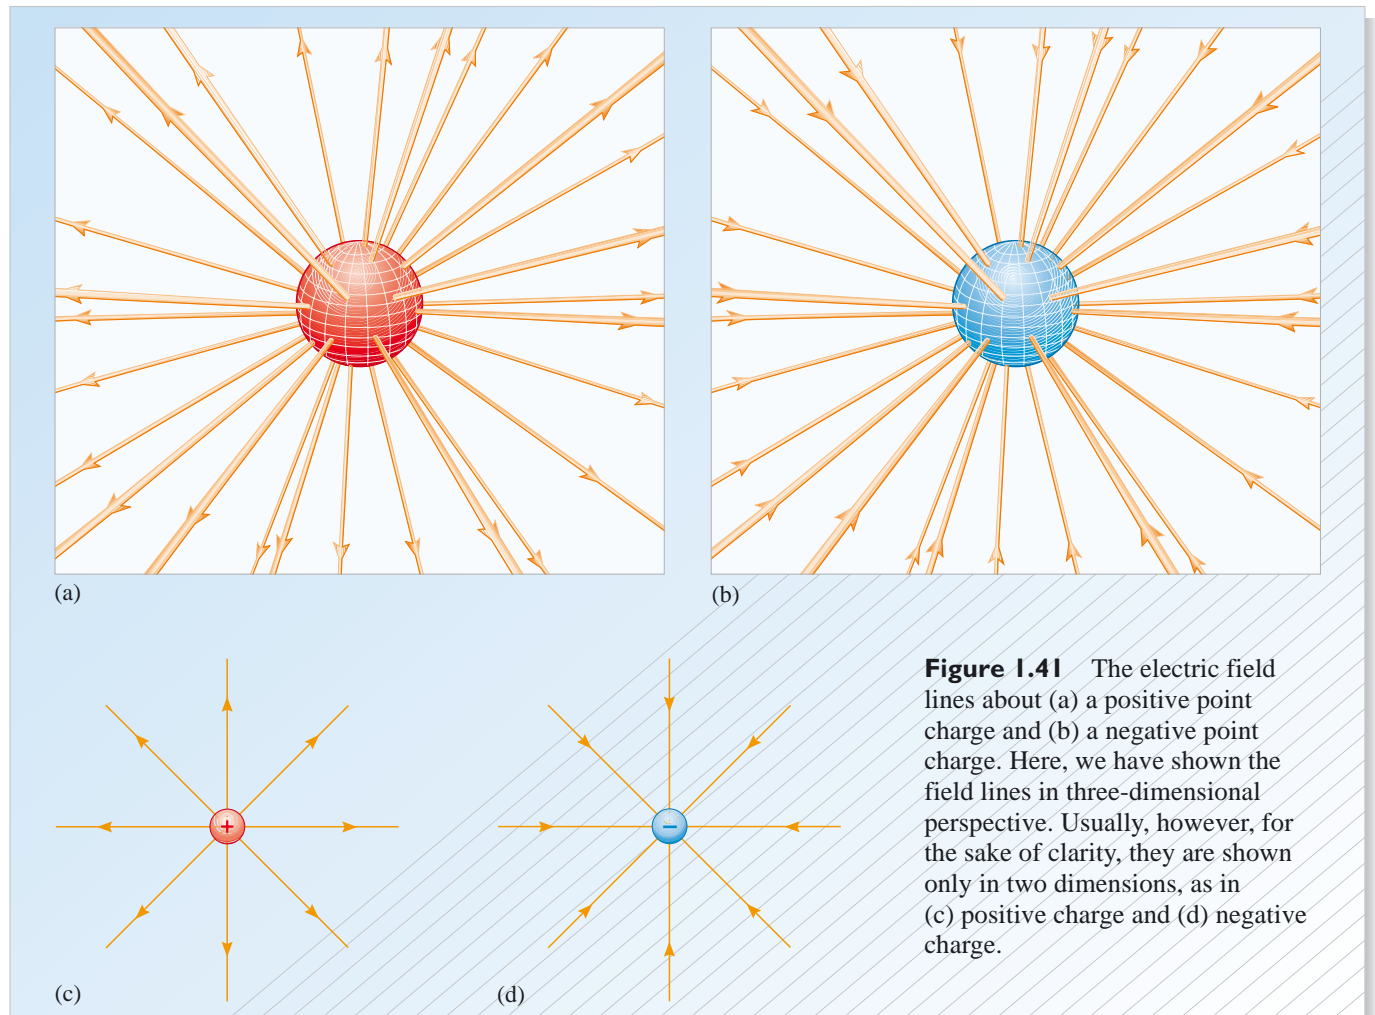 (a)
(b)
+
−
(c)
(d)
Figure 1.41 The electric field
lines about (a) a positive point
charge and (b) a negative point
charge. Here, we have shown the
field lines in three-dimensional
perspective. Usually, however, for
the sake of clarity, they are shown
only in two dimensions, as in
(c) positive charge and (d) negative
charge.